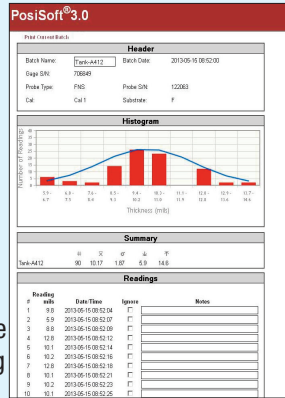 PosiSoft®3.0
Print Current Batch
Header
Batch Name: Tank-A412 Batch Date: 2013-05-15 08:52:00
Gage S/N: 706849
Probe Type: FNS Probe S/N: 122063
Cal: Cal 1 Substrate: F
Histogram
Number of Readings
Thickness (mils)
Summary
Tank-A412 90 10.17 1.87 5.9 14.6
Readings
# Reading mils Date/Time Ignore Notes
1 9.8 2013-05-15 08:52:04
2 5.9 2013-05-15 08:52:07
3 8.8 2013-05-15 08:52:09
4 12.8 2013-05-15 08:52:12
5 10.1 2013-05-15 08:52:14
6 10.2 2013-05-15 08:52:16
7 12.8 2013-05-15 08:52:18
8 10.1 2013-05-15 08:52:21
9 10.2 2013-05-15 08:52:23
10 10.1 2013-05-15 08:52:25
e
g